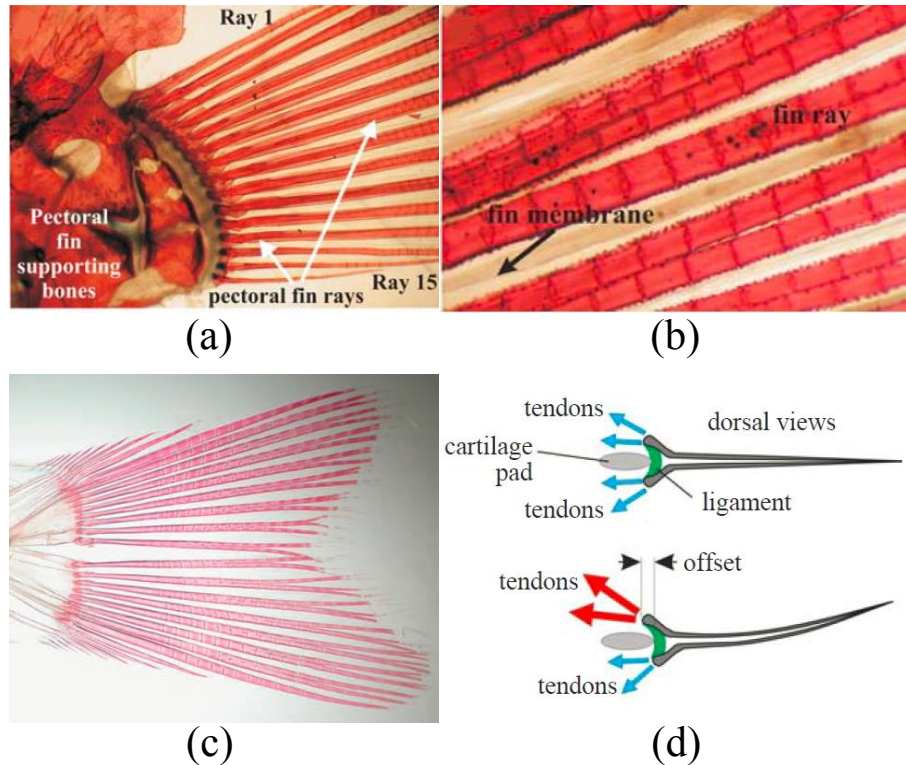 Ray 1
Pectoral
fin
supporting
bones
pectoral fin rays
Ray 15
(a)
fin ray
fin membrane
(b)
(c)
tendons
dorsal views
cartilage
pad
ligament
tendons
offset
tendons
tendons
(d)